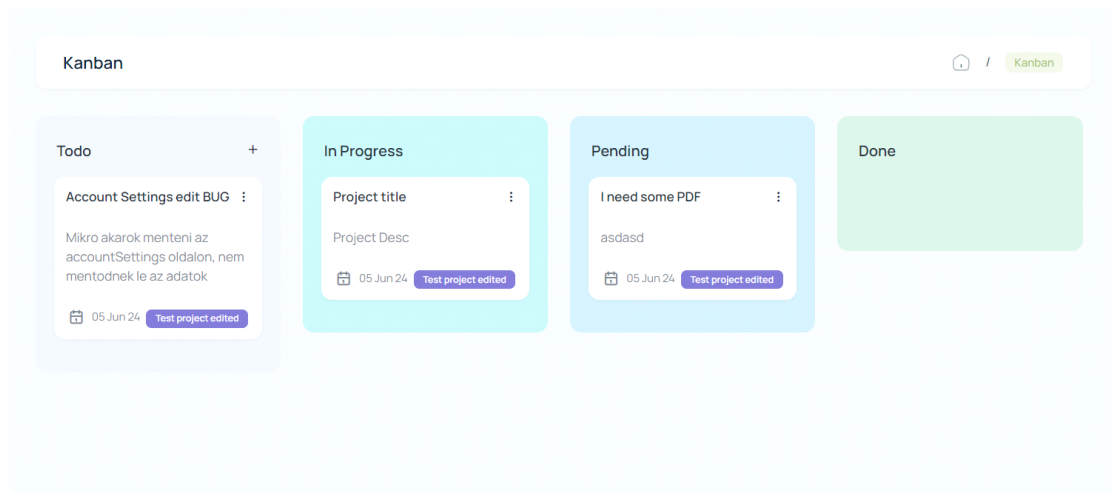 Kanban
/
Kanban
Todo
+
Account Settings edit BUG
Mikro akarok menteni az
accountSettings oldalon, nem
mentodnek le az adatok
05 Jun 24
Test project edited
In Progress
Project title
Project Desc
05 Jun 24
Test project edited
Pending
I need some PDF
asdasd
05 Jun 24
Test project edited
Done